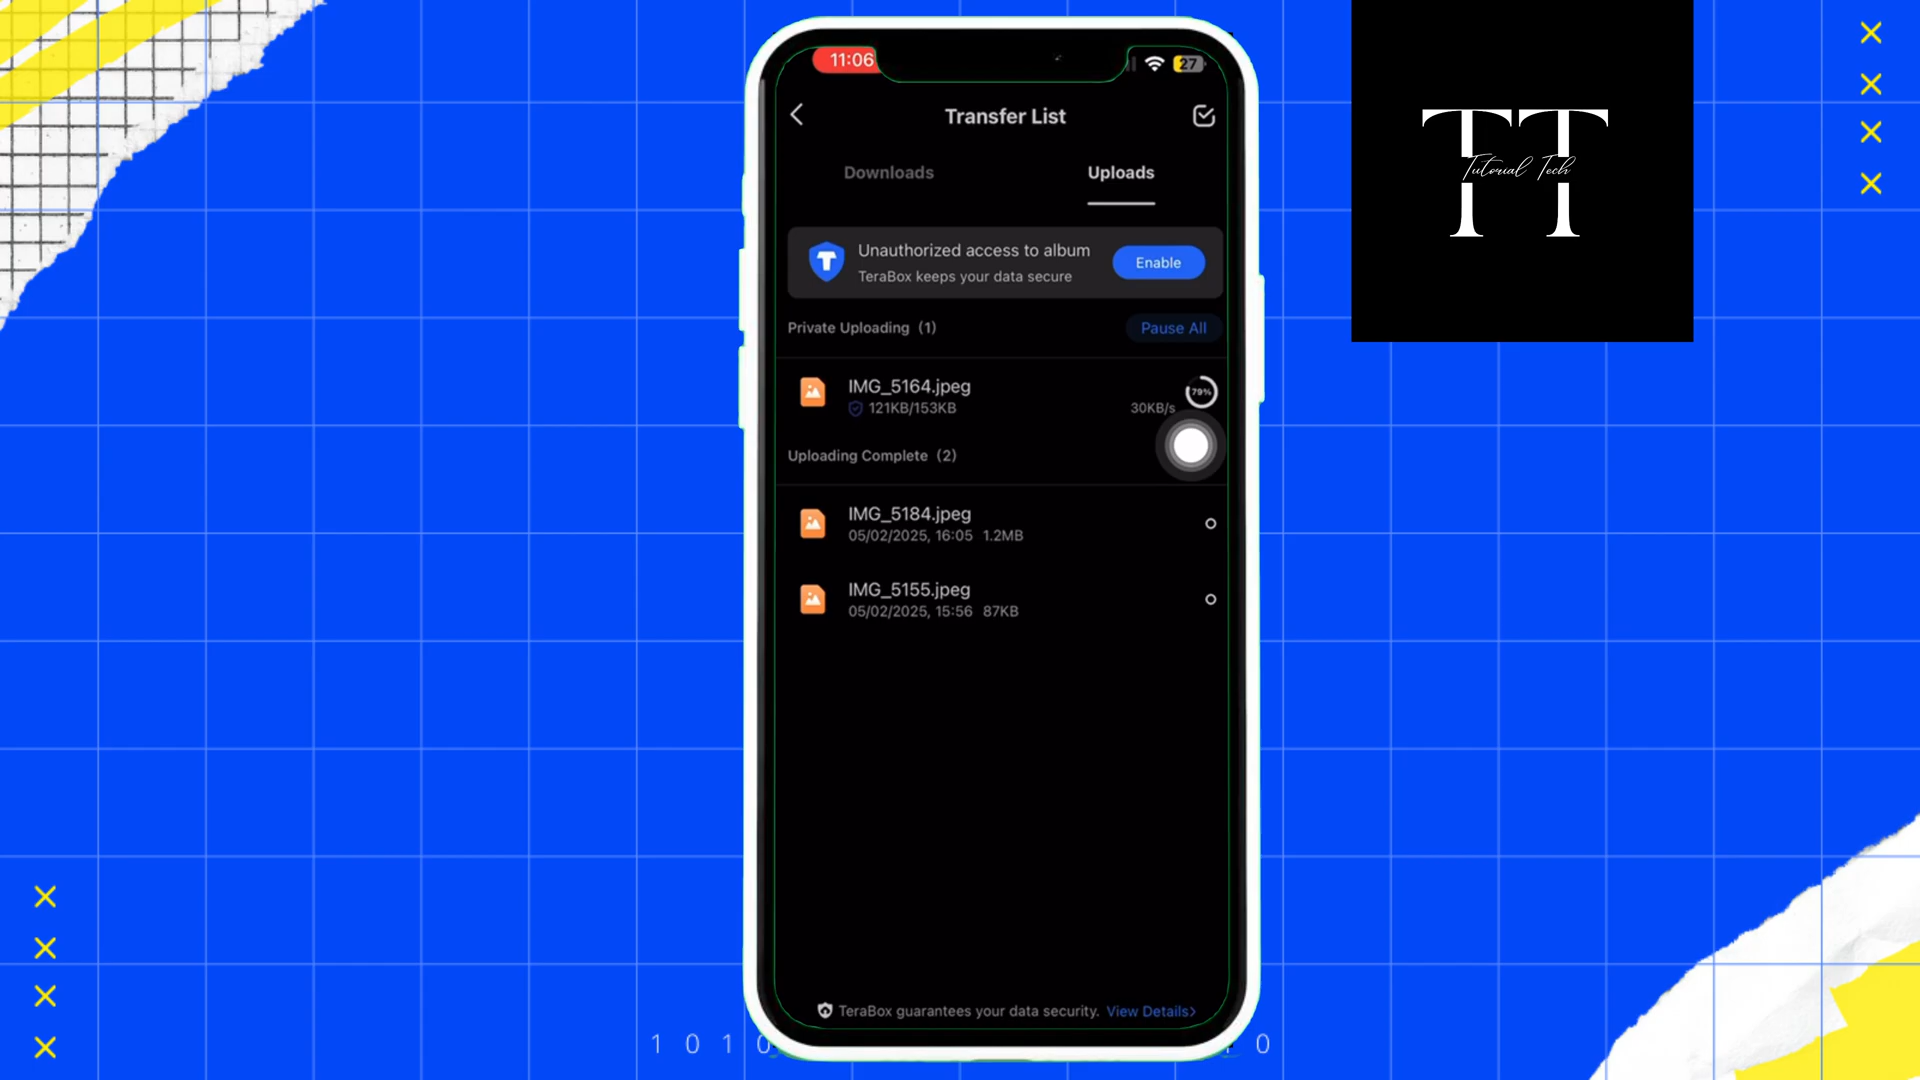 11:06
27
Transfer List
Downloads
Uploads
Unauthorized access to album
TeraBox keeps your data secure
Enable
Private Uploading (1)
Pause All
IMG_5164.jpeg
121KB/153KB
30KB/s
79%
Uploading Complete (2)
IMG_5184.jpeg
05/02/2025, 16:05 1.2MB
IMG_5155.jpeg
05/02/2025, 15:56 87KB
TeraBox guarantees your data security. View Details>
TT
Tutorial Tech
1 0 1 0
0